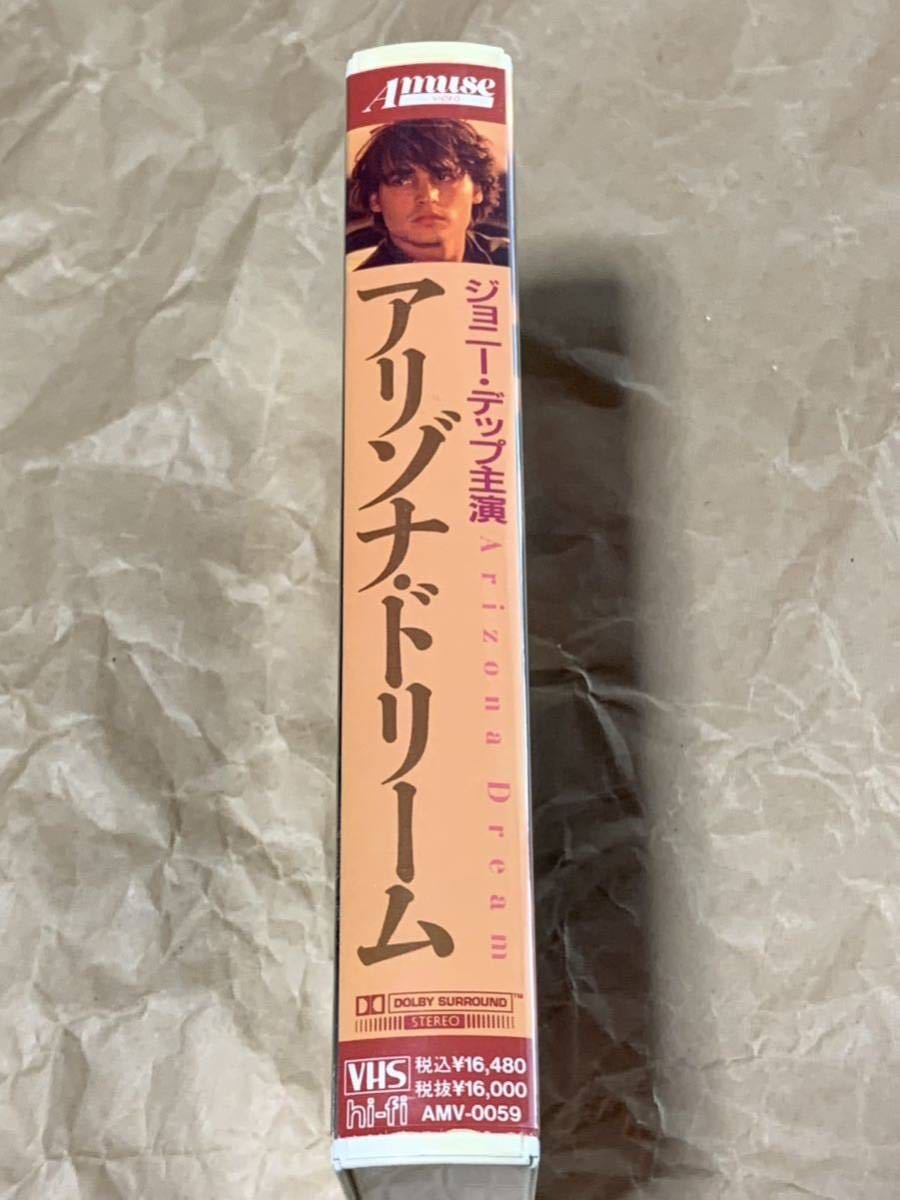 Amuse
VIDEO
ジョニー・デップ主演
Arizona Dream
アリゾナ・ドリーム
DOLBY SURROUND™
STEREO
VHS
hi-fi
税込¥16,480
税抜¥16,000
AMV-0059